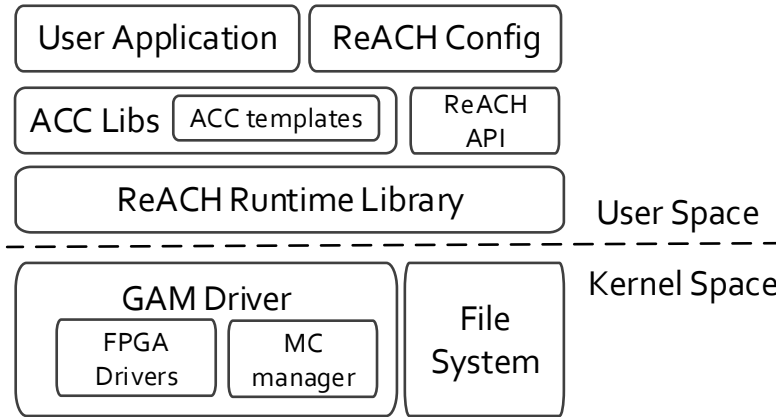 User Application
ReACH Config
ACC Libs
ACC templates
ReACH
API
ReACH Runtime Library
User Space
Kernel Space
GAM Driver
FPGA
Drivers
MC
manager
File
System